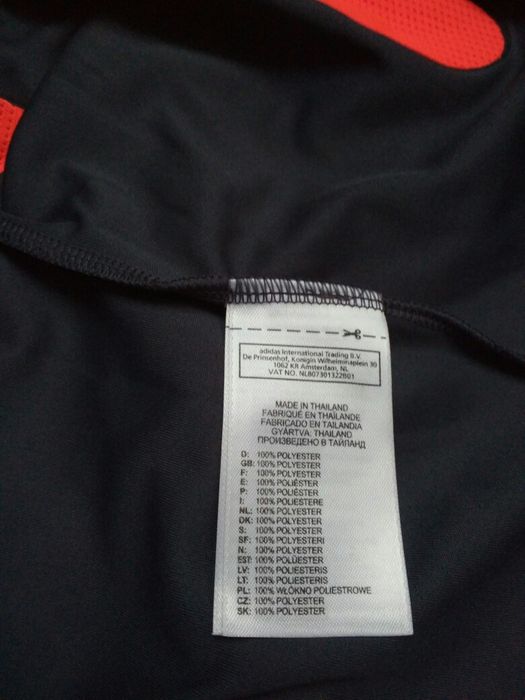 adidas International Trading B.V.
De Prinsenhof, Koningin Wilhelminaplein 30
1062 KR Amsterdam, NL
VAT NO. NL807301322B01
MADE IN THAILAND
FABRIQUÉ EN THAÏLANDE
FABRICADO EN TAILANDIA
GYÁRTVA: THAILAND
ПРОИЗВЕДЕНО В ТАЙЛАНД
D: 100% POLYESTER
GB: 100% POLYESTER
F: 100% POLYESTER
E: 100% POLIÉSTER
P: 100% POLIÉSTER
I: 100% POLIESTERE
NL: 100% POLYESTER
DK: 100% POLYESTER
S: 100% POLYESTER
SF: 100% POLYESTERI
N: 100% POLYESTER
EST: 100% POLÜESTER
LV: 100% POLIESTERIS
LT: 100% POLIESTERIS
PL: 100% WŁÓKNO POLIESTROWE
CZ: 100% POLYESTER
SK: 100% POLYESTER